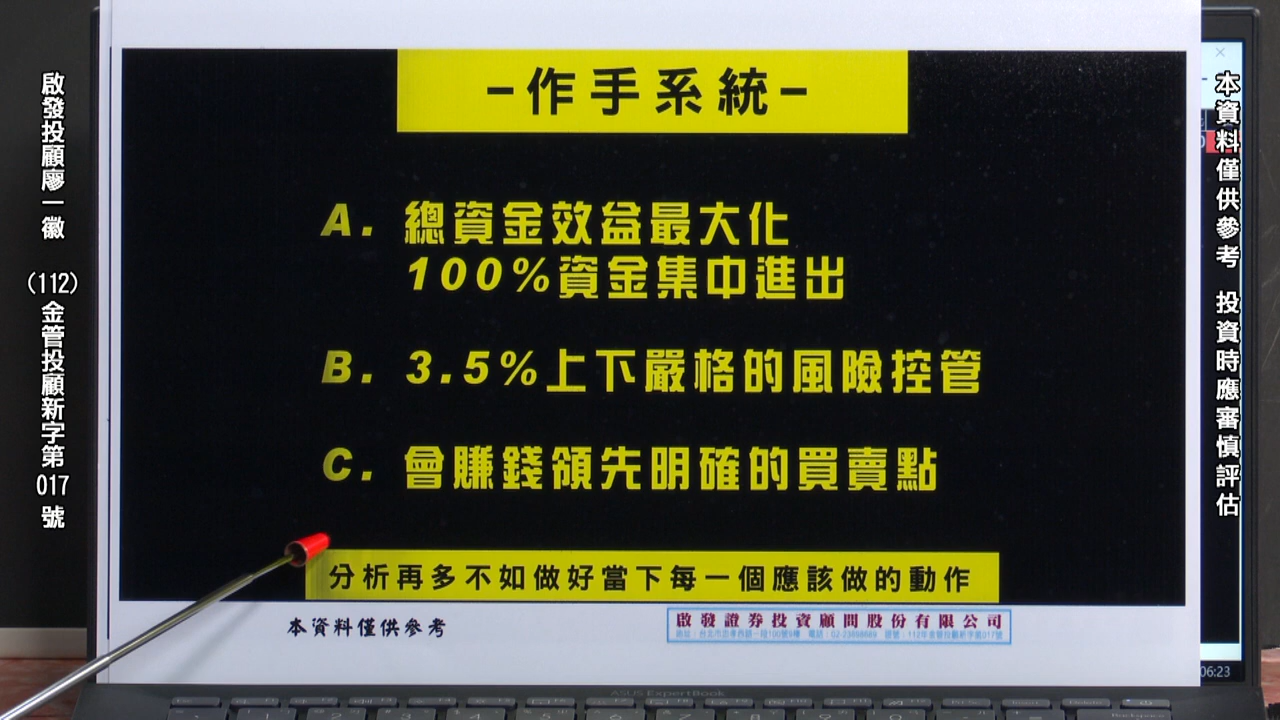 啟發投顧廖一徽
(112)金管投顧新字第017號
-作手系統-
A. 總資金效益最大化
100%資金集中進出
B. 3.5%上下嚴格的風險控管
C. 會賺錢領先明確的買賣點
分析再多不如做好當下每一個應該做的動作
本資料僅供參考
啟發證券投資顧問股份有限公司
本資料僅供參考 投資時應審慎評估
06:23
ASUS ExpertBook